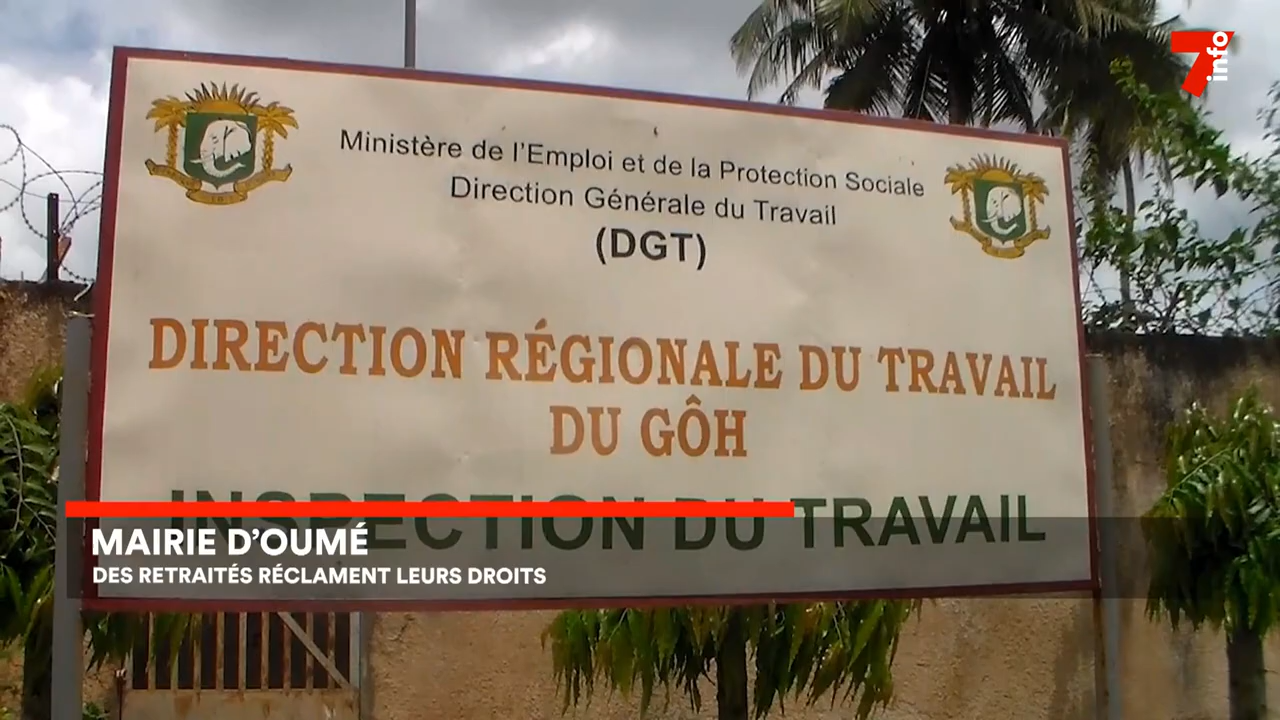 7
info
Ministère de l'Emploi et de la Protection Sociale
Direction Générale du Travail
(DGT)
DIRECTION RÉGIONALE DU TRAVAIL
DU GÔH
INSPECTION DU TRAVAIL
MAIRIE D'OUMÉ
DES RETRAITÉS RÉCLAMENT LEURS DROITS